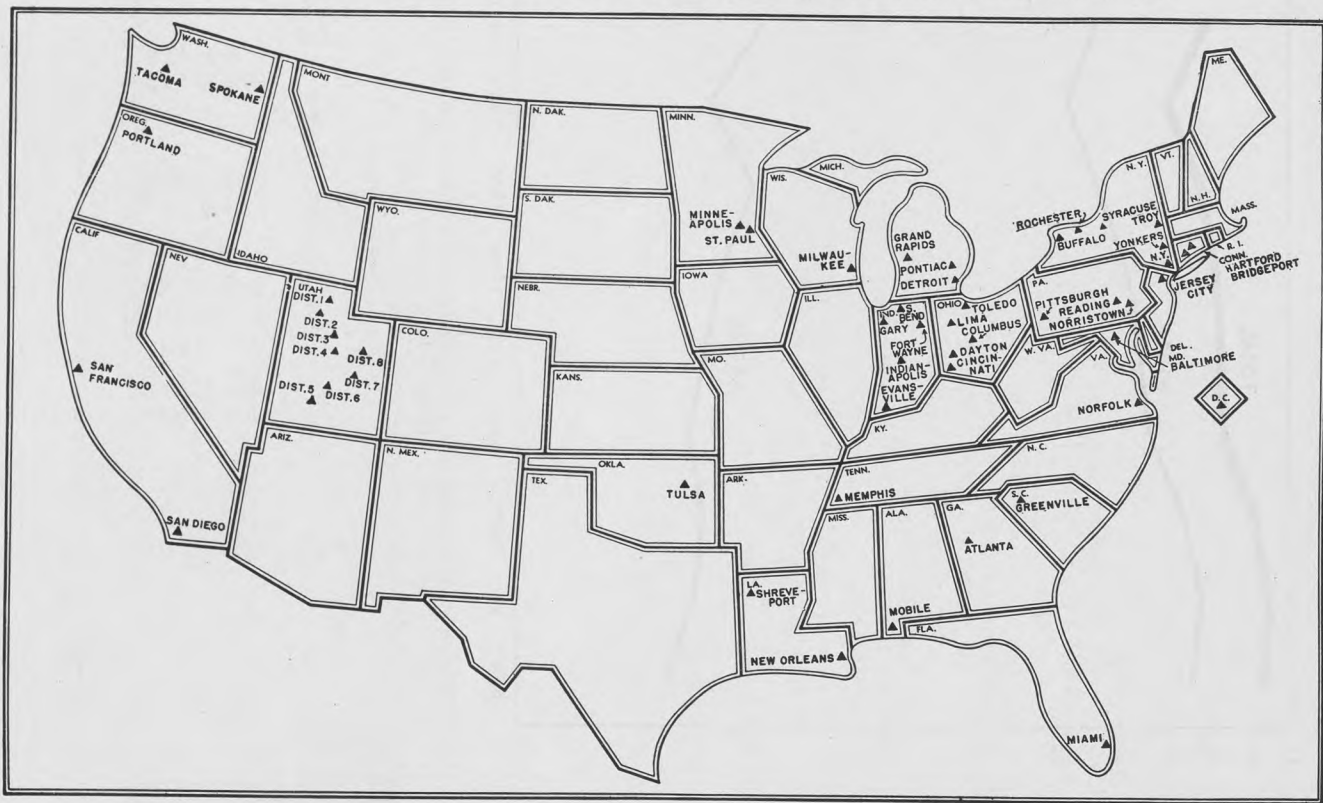 WASH.
TACOMA
SPOKANE
OREG.
PORTLAND
CALIF
SAN
FRANCISCO
SAN DIEGO
NEV
IDAHO
MONT
WYO.
UTAH
DIST. 1
DIST. 2
DIST. 3
DIST. 4
DIST. 8
DIST. 7
DIST. 5
DIST. 6
COLO.
ARIZ.
N. MEX.
N. DAK.
S. DAK.
NEBR.
KANS.
OKLA.
TULSA
TEX.
MINN.
MINNE-
APOLIS
ST. PAUL
IOWA
MO.
ARK.
LA.
SHREVE-
PORT
NEW ORLEANS
WIS.
MILWAU-
KEE
ILL.
MICH.
GRAND
RAPIDS
PONTIAC
DETROIT
IND.
S.
BEND
GARY
FORT
WAYNE
INDIAN-
APOLIS
EVANS-
VILLE
OHIO
TOLEDO
LIMA
COLUMBUS
DAYTON
CINCIN-
NATI
KY.
TENN.
MEMPHIS
MISS.
ALA.
MOBILE
GA.
ATLANTA
FLA.
MIAMI
S. C.
GREENVILLE
N. C.
VA.
NORFOLK
W. VA.
PA.
PITTSBURGH
READING
NORRISTOWN
N. Y.
ROCHESTER
SYRACUSE
BUFFALO
TROY
YONKERS
N.Y.
VT.
N. H.
ME.
MASS.
R. I.
CONN.
HARTFORD
BRIDGEPORT
JERSEY
CITY
DEL.
MD.
BALTIMORE
D. C.